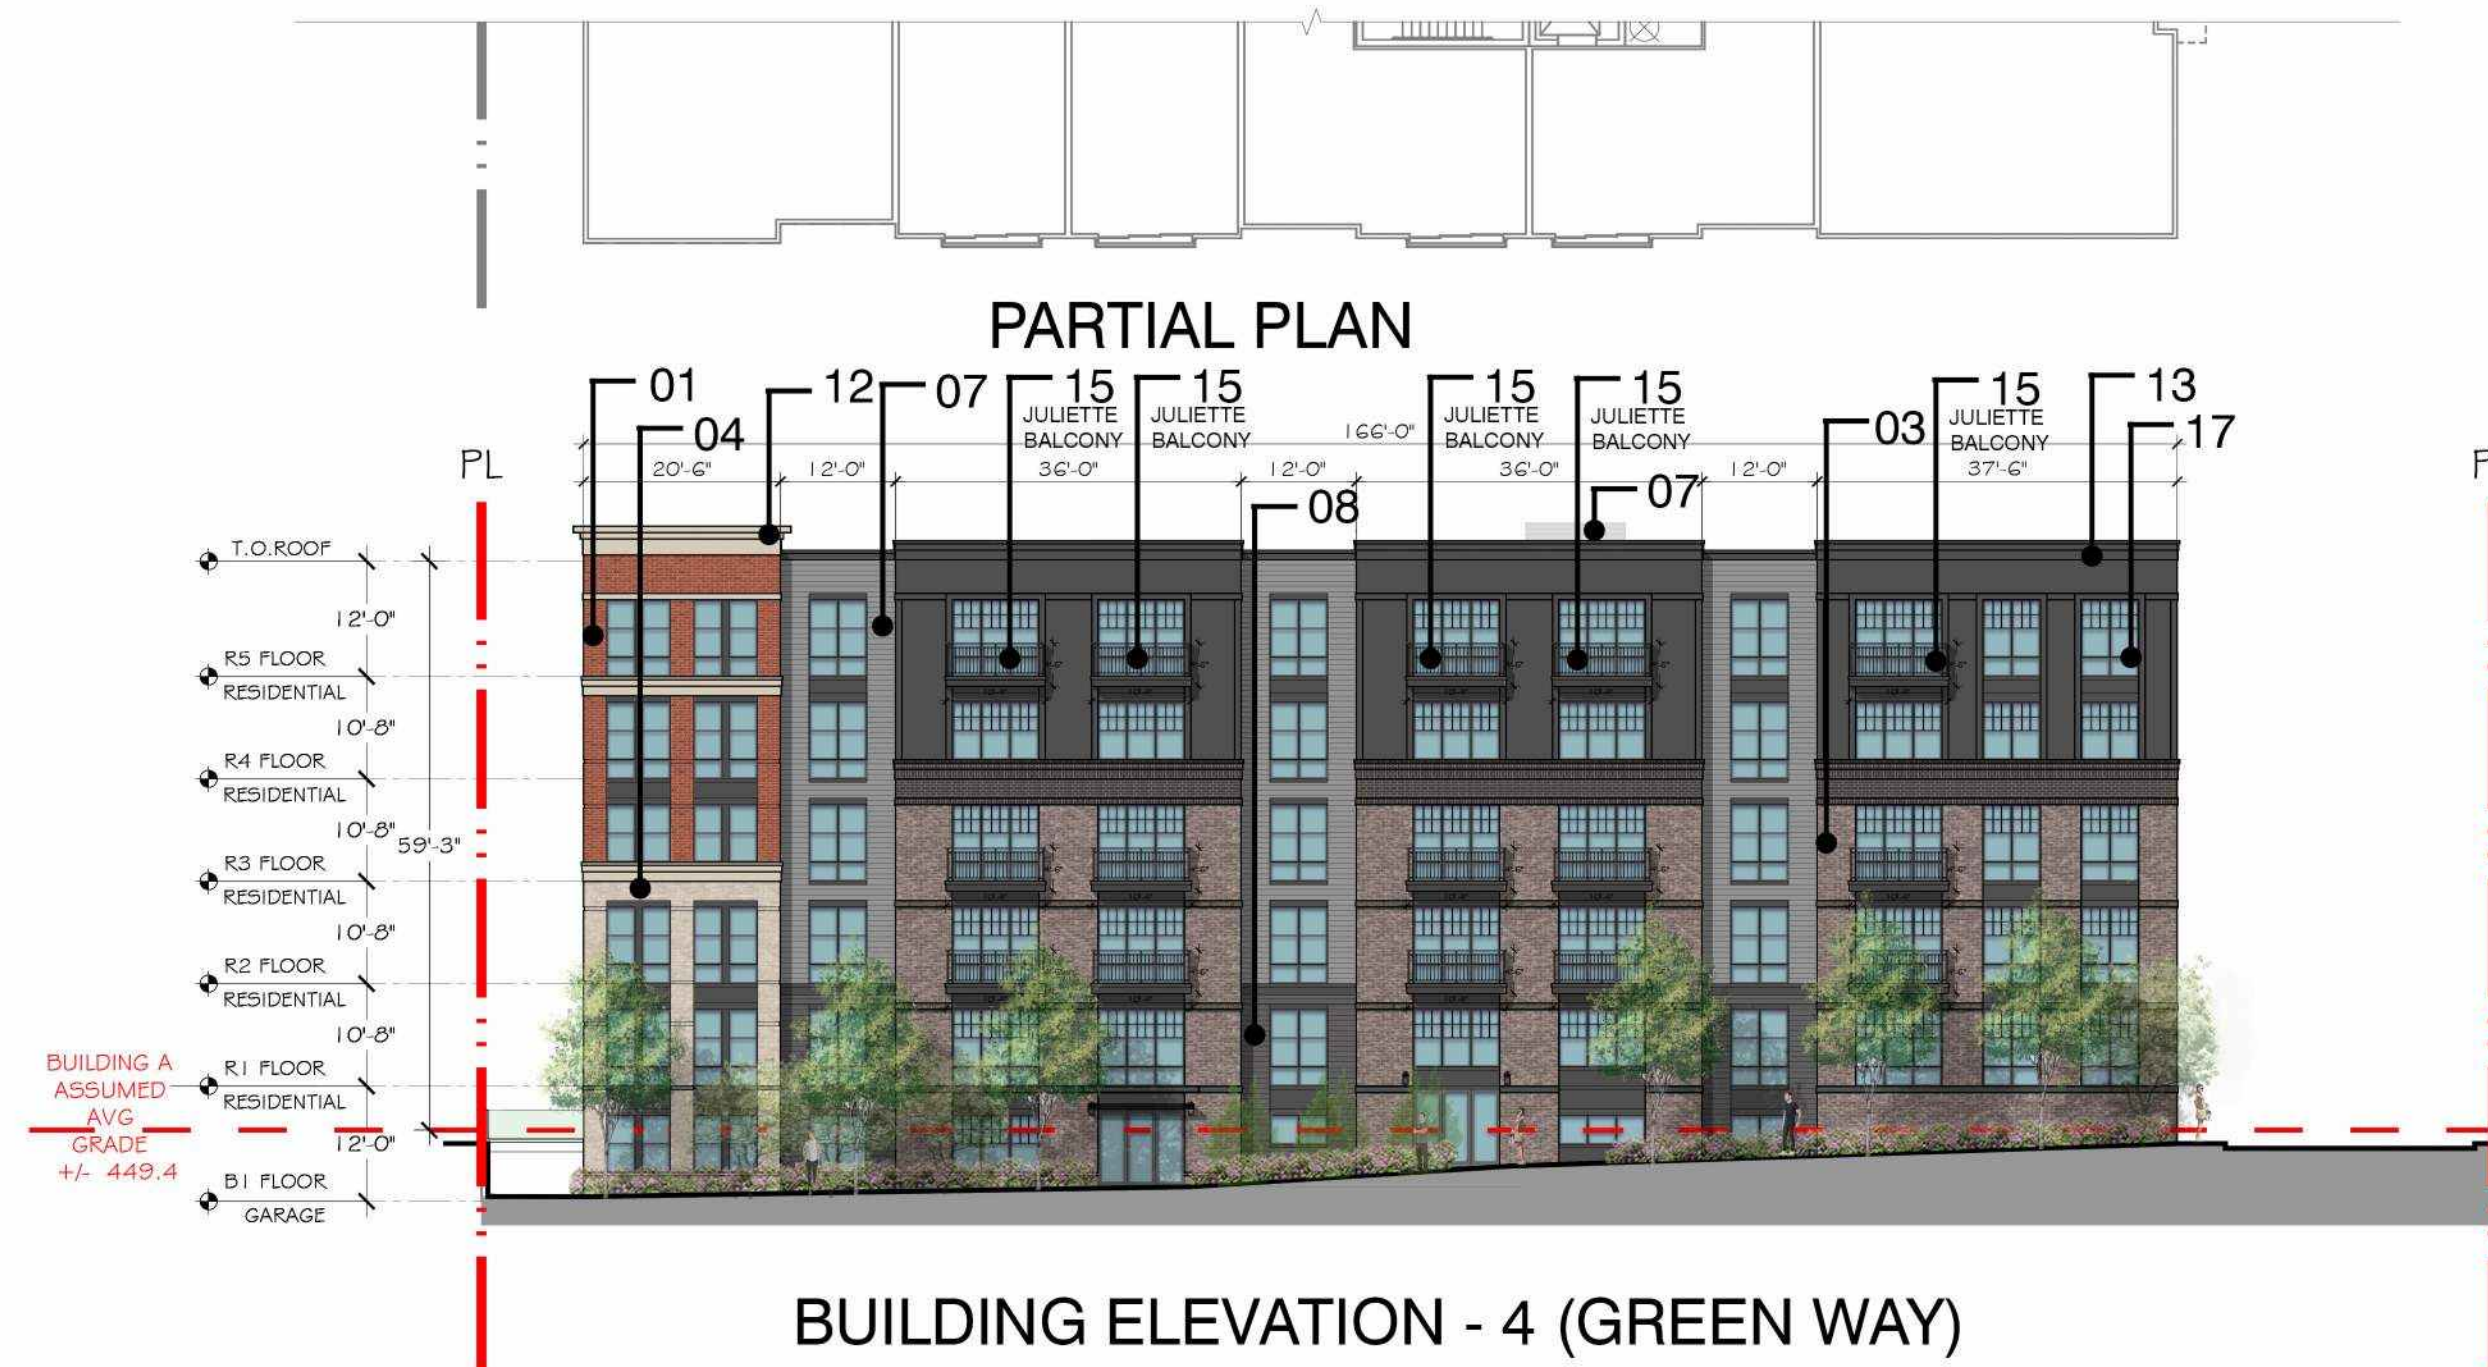 PARTIAL PLAN
01
12
07
15
15
15
15
15
13
JULIETTE
BALCONY
JULIETTE
BALCONY
JULIETTE
BALCONY
JULIETTE
BALCONY
JULIETTE
BALCONY
04
03
17
166'-0"
PL
20'-6"
12'-0"
36'-0"
12'-0"
36'-0"
12'-0"
37'-6"
08
07
T.O.ROOF
12'-0"
R5 FLOOR
RESIDENTIAL
10'-8"
R4 FLOOR
RESIDENTIAL
10'-8"
59'-3"
R3 FLOOR
RESIDENTIAL
10'-8"
R2 FLOOR
RESIDENTIAL
10'-8"
R1 FLOOR
RESIDENTIAL
BUILDING A
ASSUMED
AVG
GRADE
+/- 449.4
12'-0"
B1 FLOOR
GARAGE
BUILDING ELEVATION - 4 (GREEN WAY)